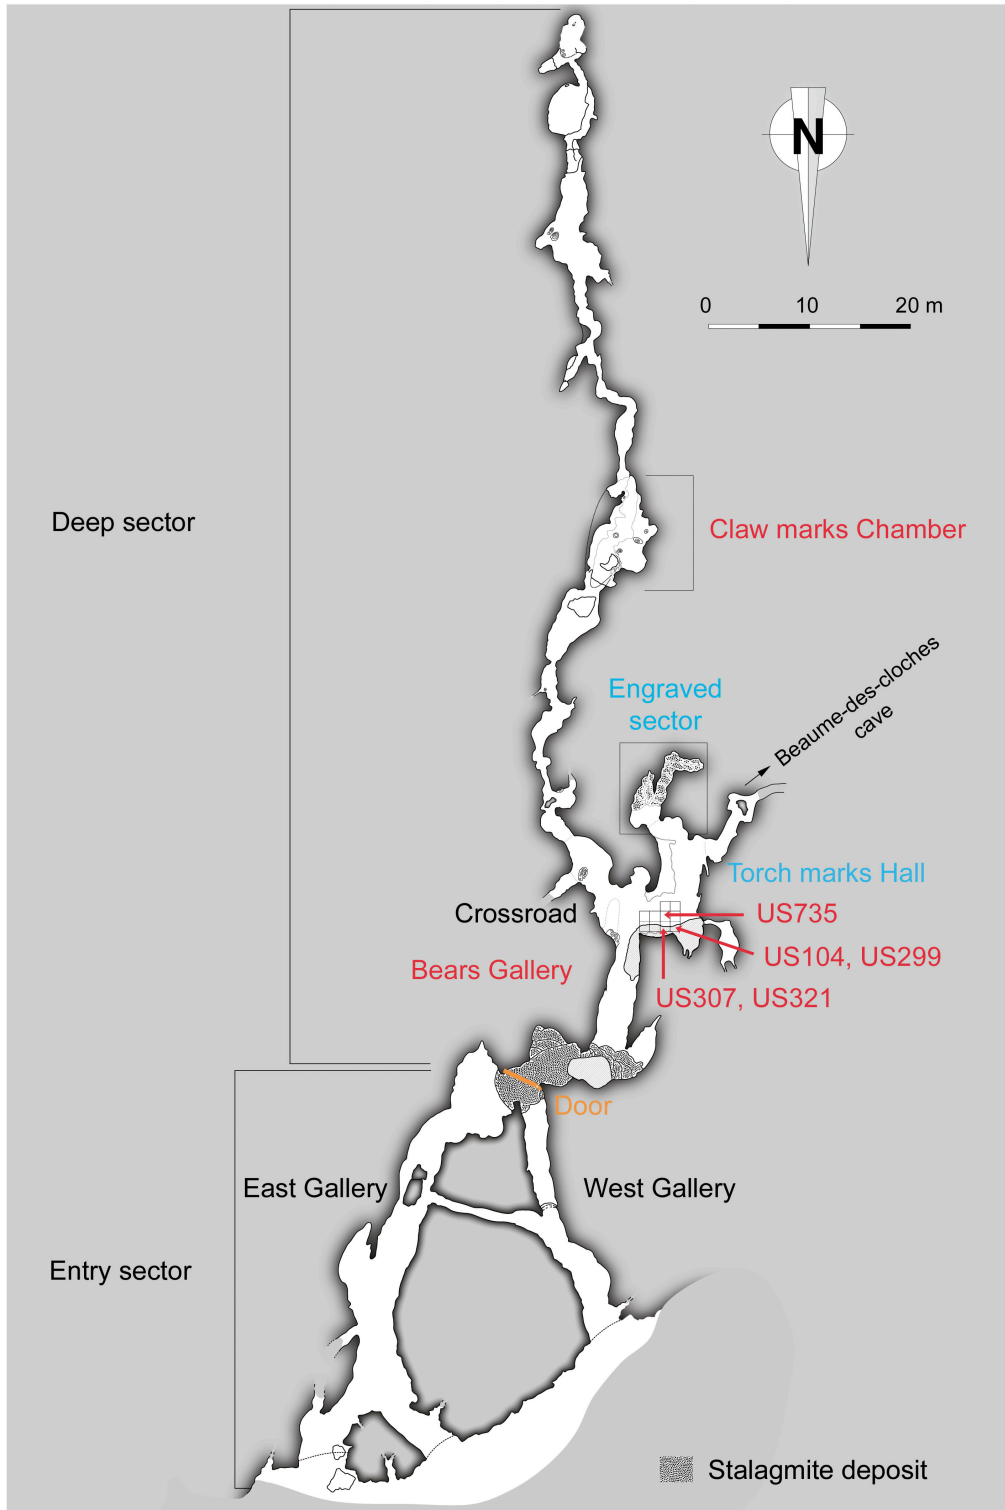 N
0 10 20 m
Deep sector
Claw marks Chamber
Engraved
sector
Beaume-des-cloches
cave
Torch marks Hall
Crossroad
US735
US104, US299
Bears Gallery
US307, US321
Door
East Gallery
West Gallery
Entry sector
Stalagmite deposit